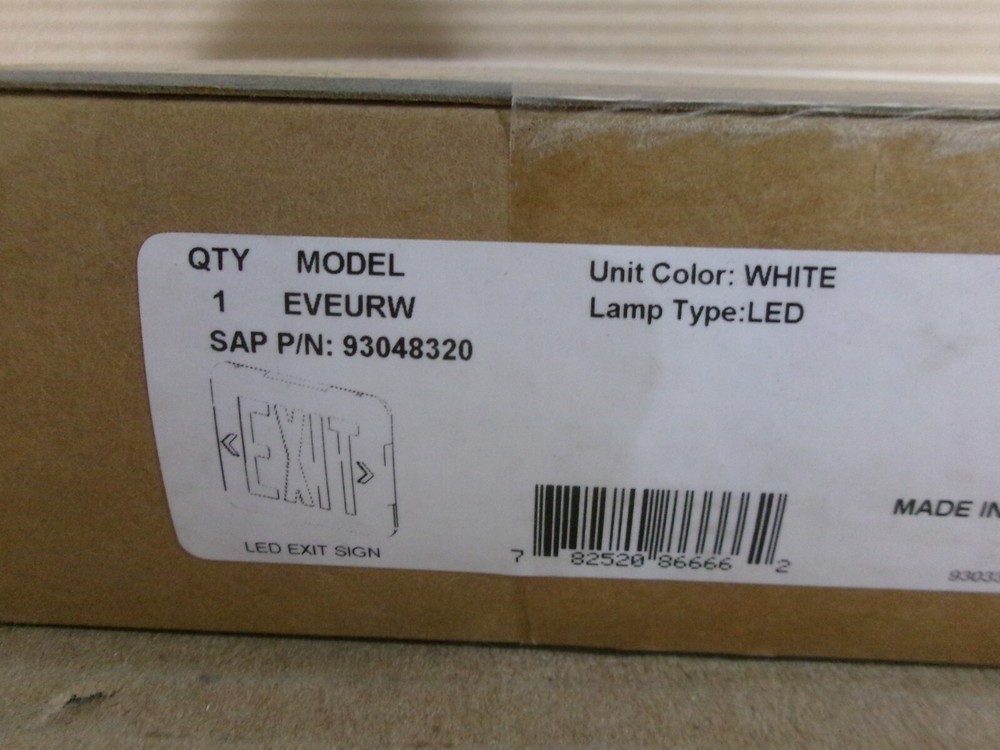 QTY MODEL
1 EVEURW
SAP P/N: 93048320
Unit Color: WHITE
Lamp Type:LED
< EXIT >
LED EXIT SIGN
7 82520 86666 2
MADE IN
9303